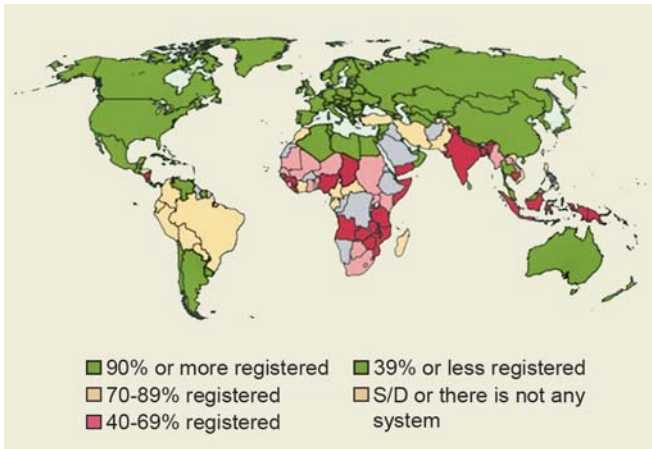 90% or more registered
70-89% registered
40-69% registered
39% or less registered
S/D or there is not any
system